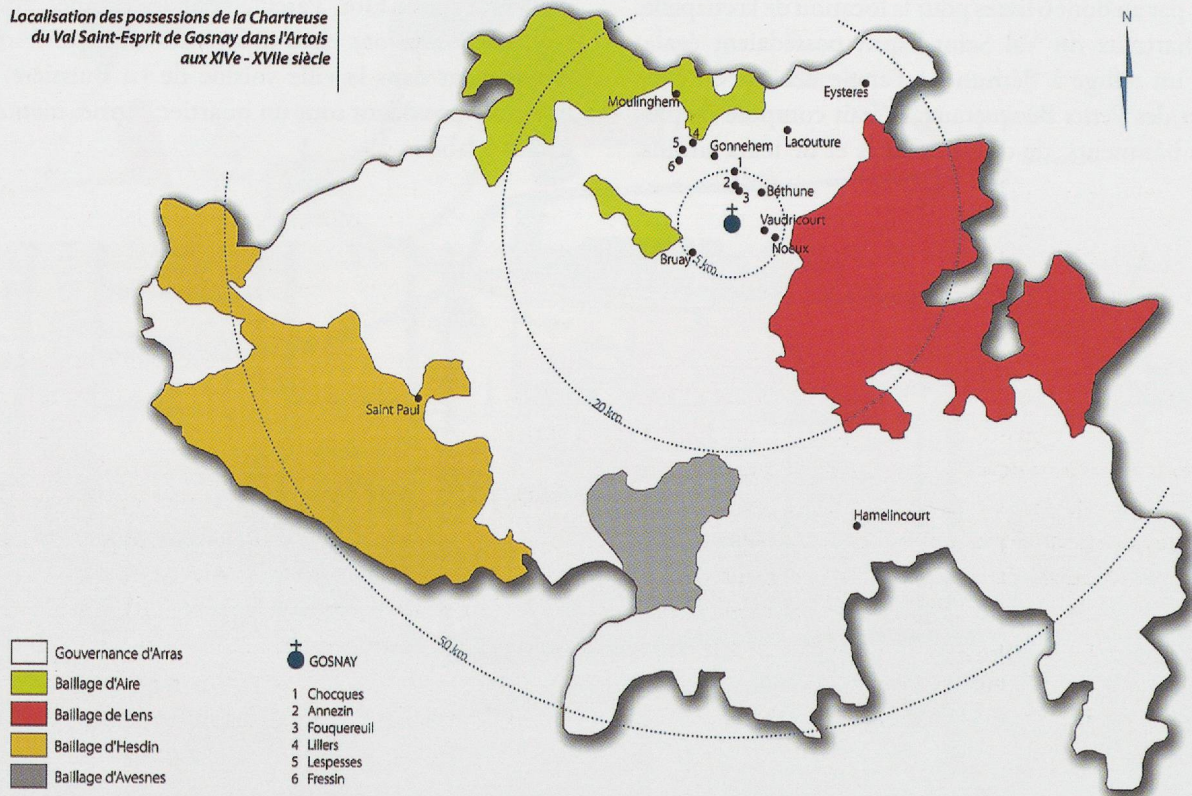 Localisation des possessions de la Chartreuse
du Val Saint-Esprit de Gosnay dans l'Artois
aux XIVe - XVIIe siècle
N
Moulinghem
Eysteres
Lacouture
4
5
Gonnehem
6
1
2
3
Béthune
Vaudricourt
Noeux
Bruay
5 km.
20 km.
Saint Paul
Hamelincourt
50 km.
Gouvernance d'Arras
Baillage d'Aire
Baillage de Lens
Baillage d'Hesdin
Baillage d'Avesnes
GOSNAY
1 Chocques
2 Annezin
3 Fouquereuil
4 Lillers
5 Lespesses
6 Fressin